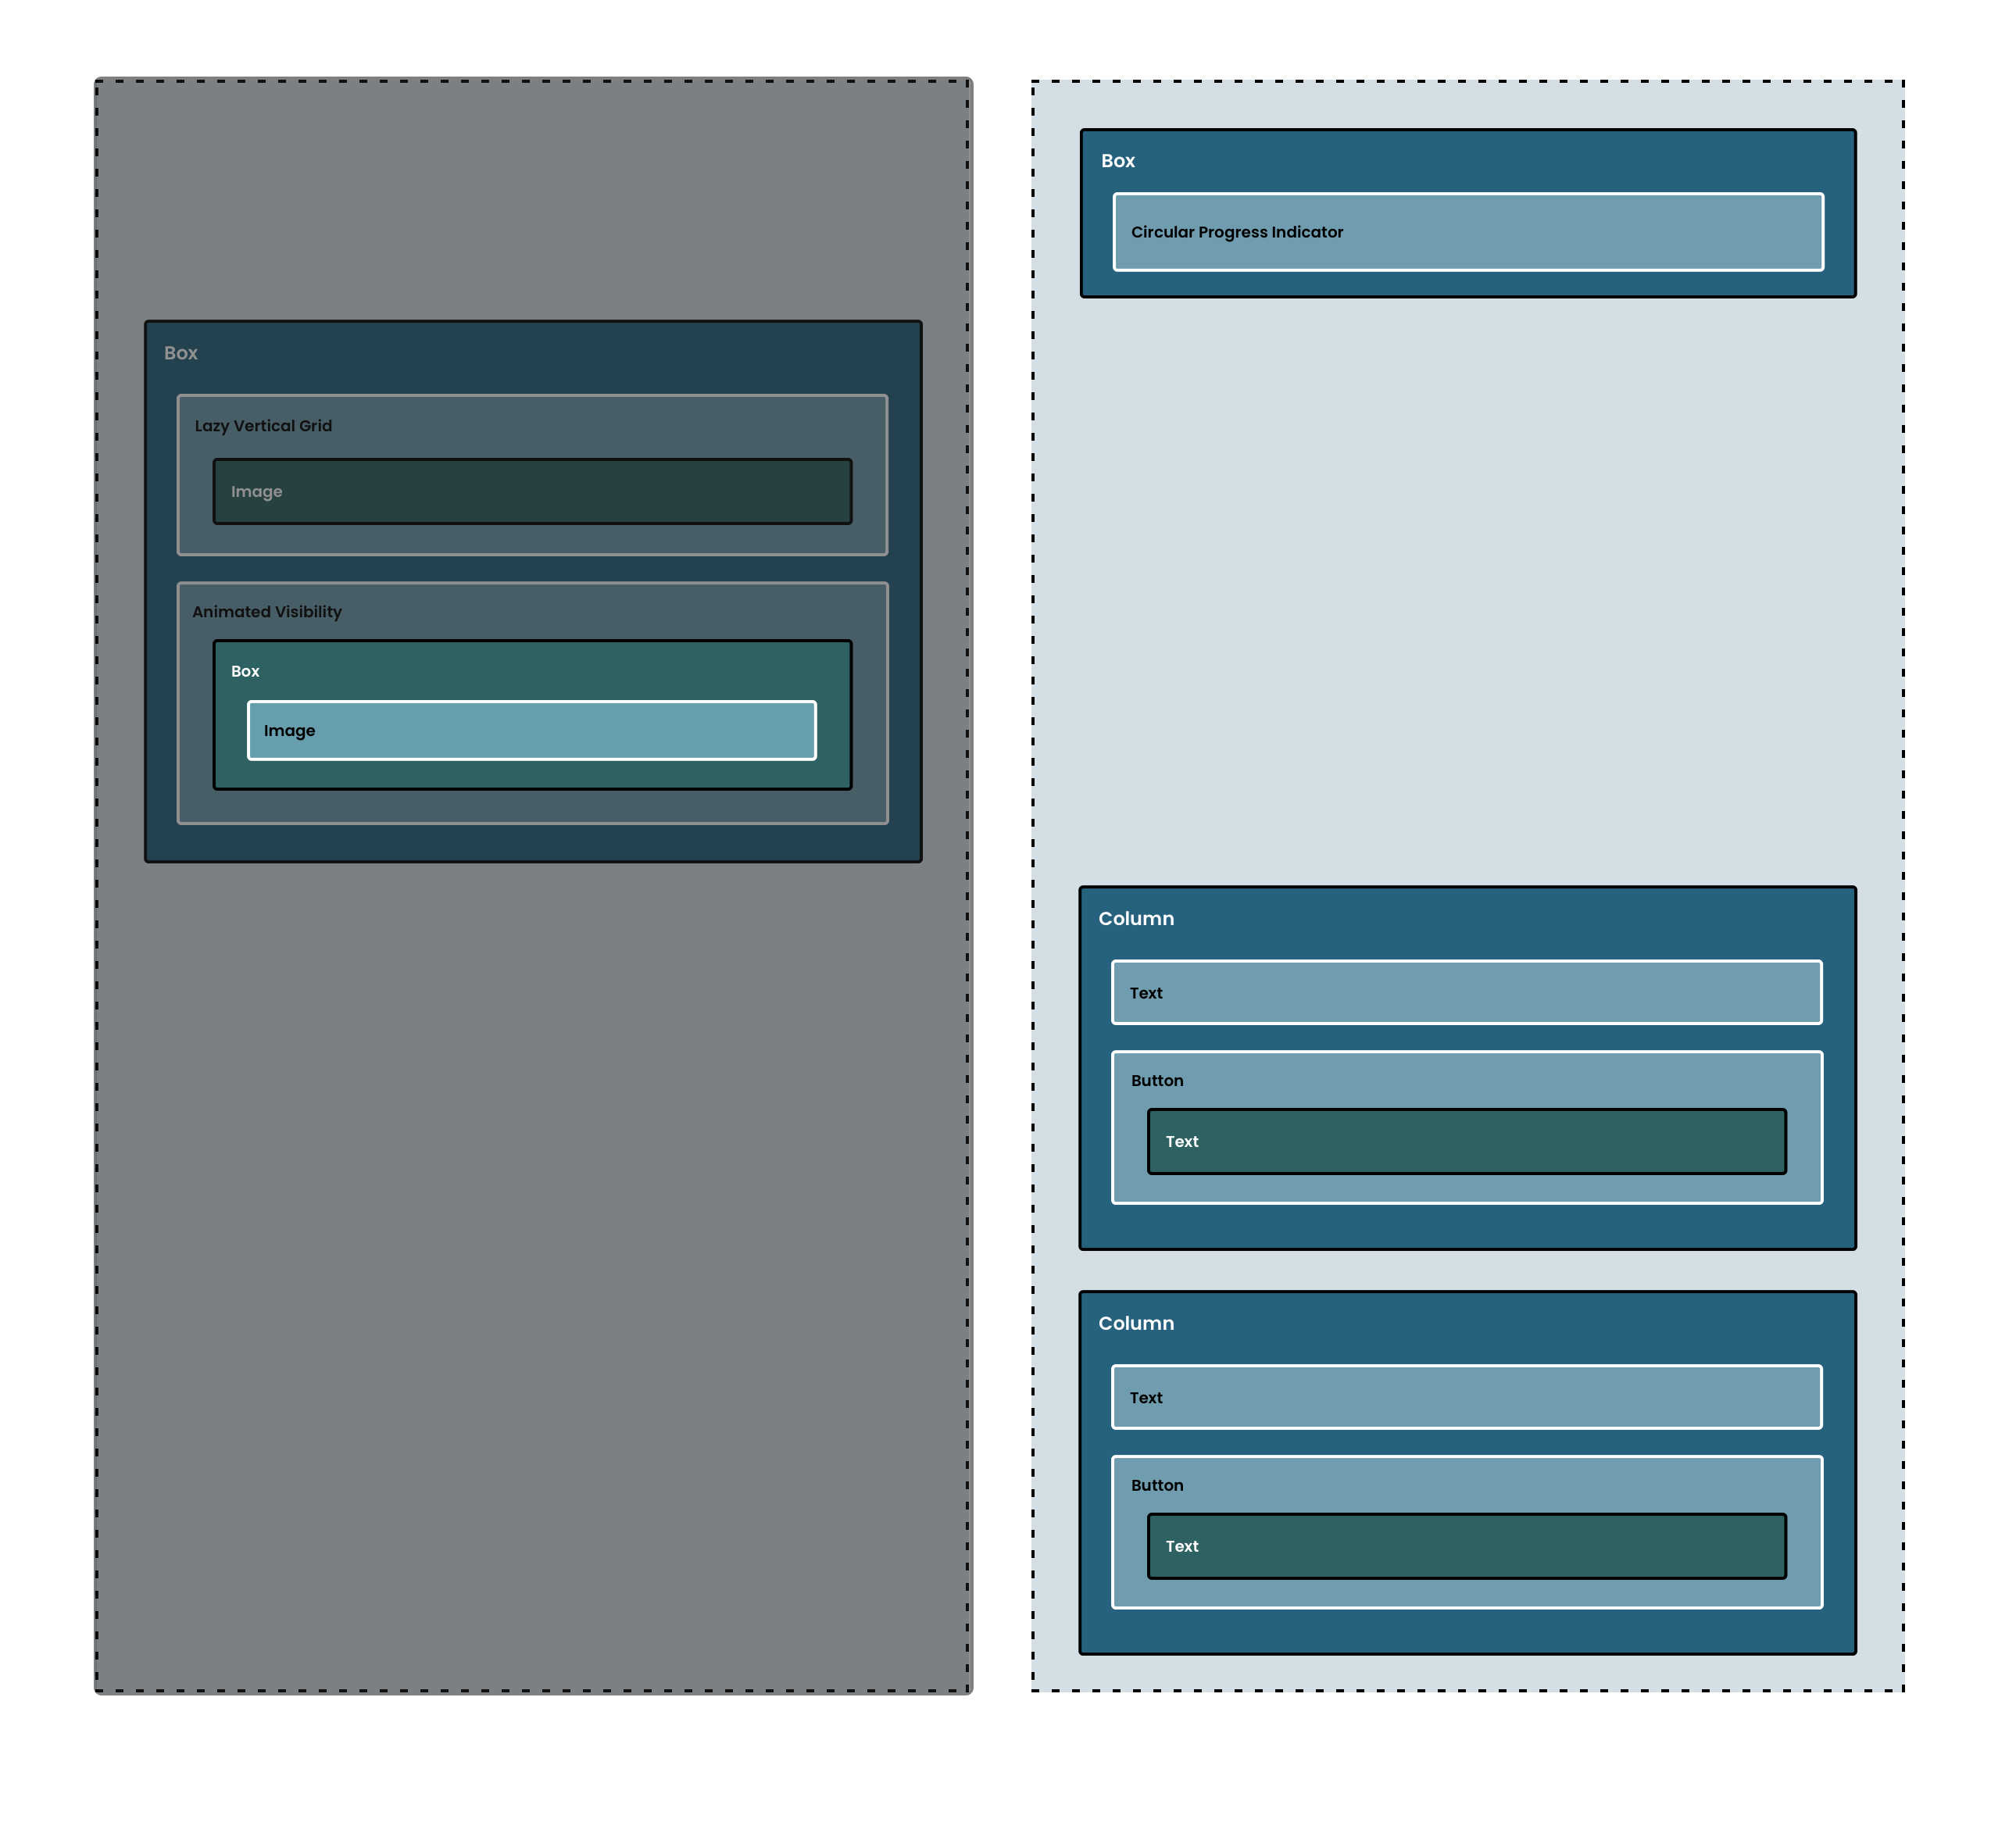 Box
Lazy Vertical Grid
Image
Animated Visibility
Box
Image
Box
Circular Progress Indicator
Column
Text
Button
Text
Column
Text
Button
Text